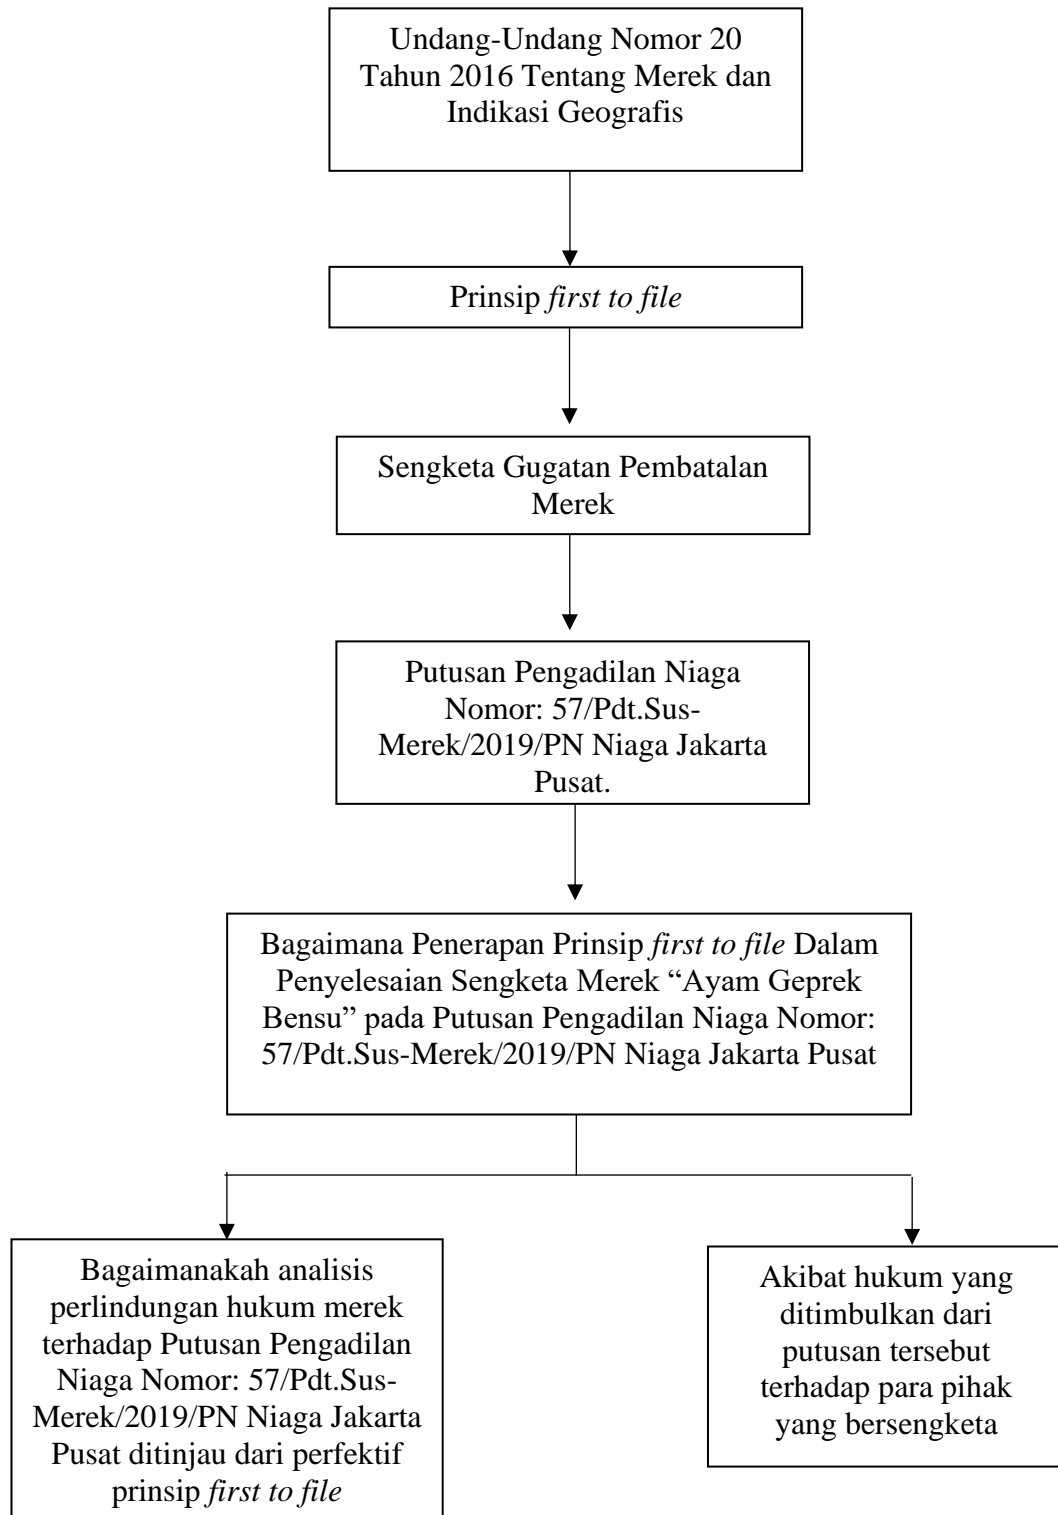 Undang-Undang Nomor 20
Tahun 2016 Tentang Merek dan
Indikasi Geografis
Prinsip first to file
Sengketa Gugatan Pembatalan
Merek
Putusan Pengadilan Niaga
Nomor: 57/Pdt.Sus-
Merek/2019/PN Niaga Jakarta
Pusat.
Bagaimana Penerapan Prinsip first to file Dalam
Penyelesaian Sengketa Merek “Ayam Geprek
Bensu” pada Putusan Pengadilan Niaga Nomor:
57/Pdt.Sus-Merek/2019/PN Niaga Jakarta Pusat
Bagaimanakah analisis
perlindungan hukum merek
terhadap Putusan Pengadilan
Niaga Nomor: 57/Pdt.Sus-
Merek/2019/PN Niaga Jakarta
Pusat ditinjau dari perfektif
prinsip first to file
Akibat hukum yang
ditimbulkan dari
putusan tersebut
terhadap para pihak
yang bersengketa